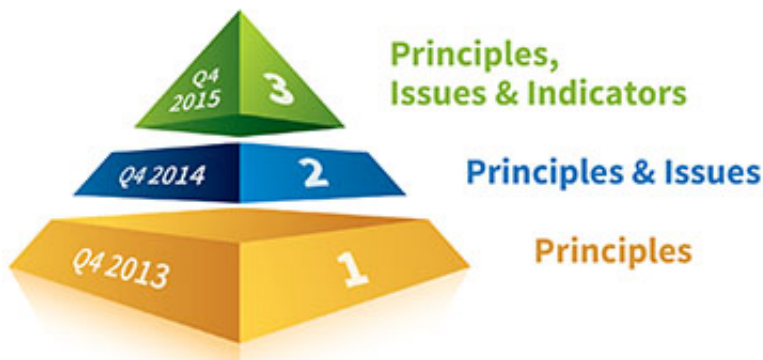 Q4
2015
3
Principles,
Issues & Indicators
Q4 2014
2
Principles & Issues
Q4 2013
1
Principles